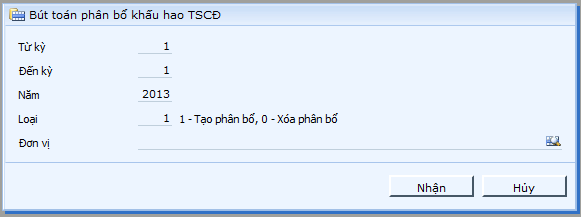 Bút toán phân bổ khấu hao TSCĐ
Từ kỳ 1
Đến kỳ 1
Năm 2013
Loại 1 1 - Tạo phân bổ, 0 - Xóa phân bổ
Đơn vị
Nhận Hủy